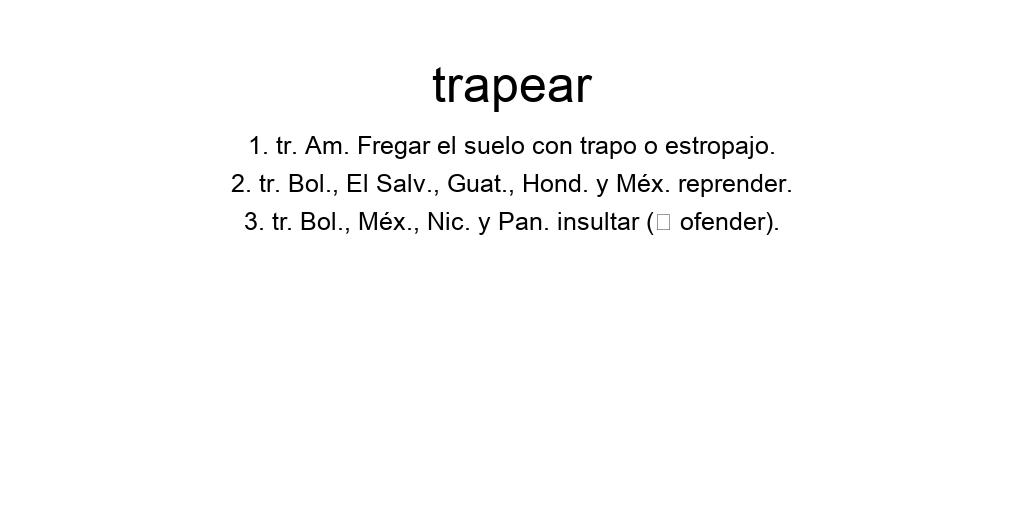 trapear
1. tr. Am. Fregar el suelo con trapo o estropajo.
2. tr. Bol., El Salv., Guat., Hond. y Méx. reprender.
3. tr. Bol., Méx., Nic. y Pan. insultar (□ ofender).